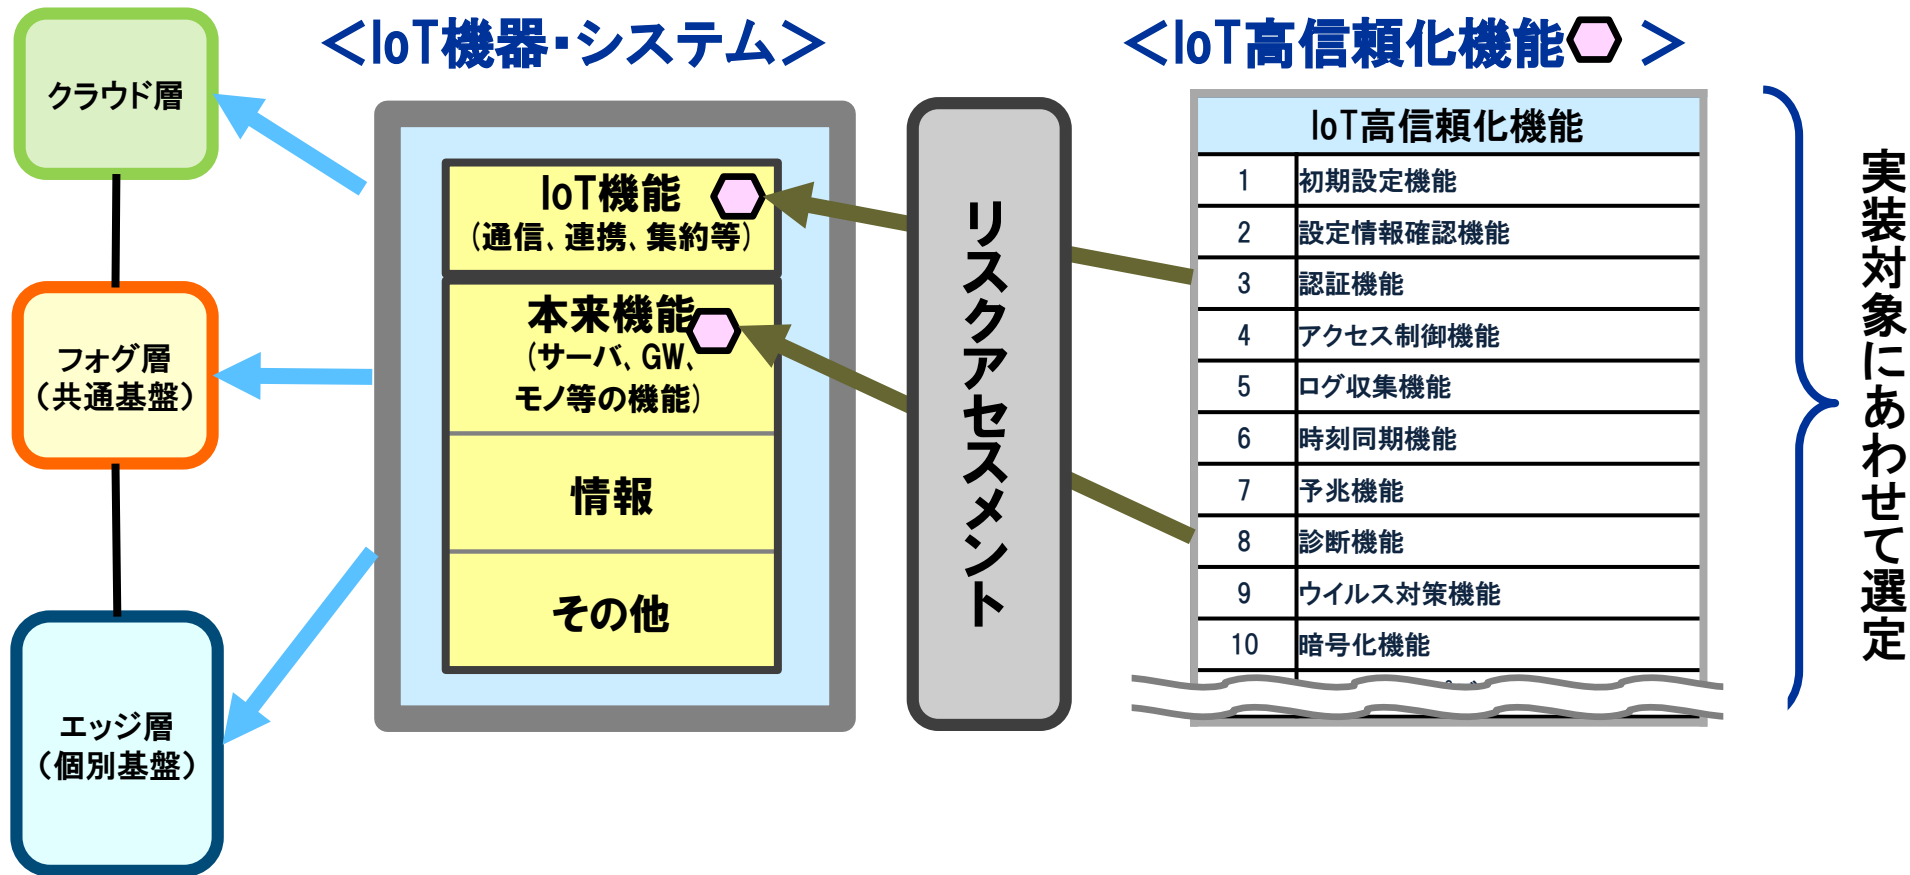 クラウド層
フォグ層
（共通基盤）
エッジ層
（個別基盤）
＜IoT機器・システム＞
IoT機能
（通信、連携、集約等）
本来機能
（サーバ、GW、
モノ等の機能）
情報
その他
リスクアセスメント
＜IoT高信頼化機能 ＞
IoT高信頼化機能
1 初期設定機能
2 設定情報確認機能
3 認証機能
4 アクセス制御機能
5 ログ収集機能
6 時刻同期機能
7 予兆機能
8 診断機能
9 ウイルス対策機能
10 暗号化機能
実装対象にあわせて選定